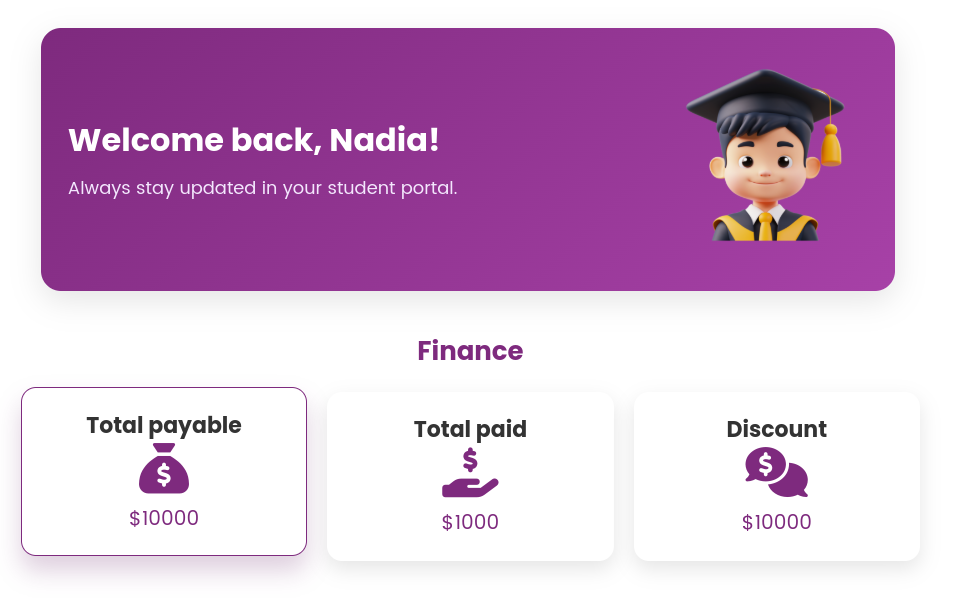 Welcome back, Nadia!
Always stay updated in your student portal.
Finance
Total payable
$10000
Total paid
$1000
Discount
$10000